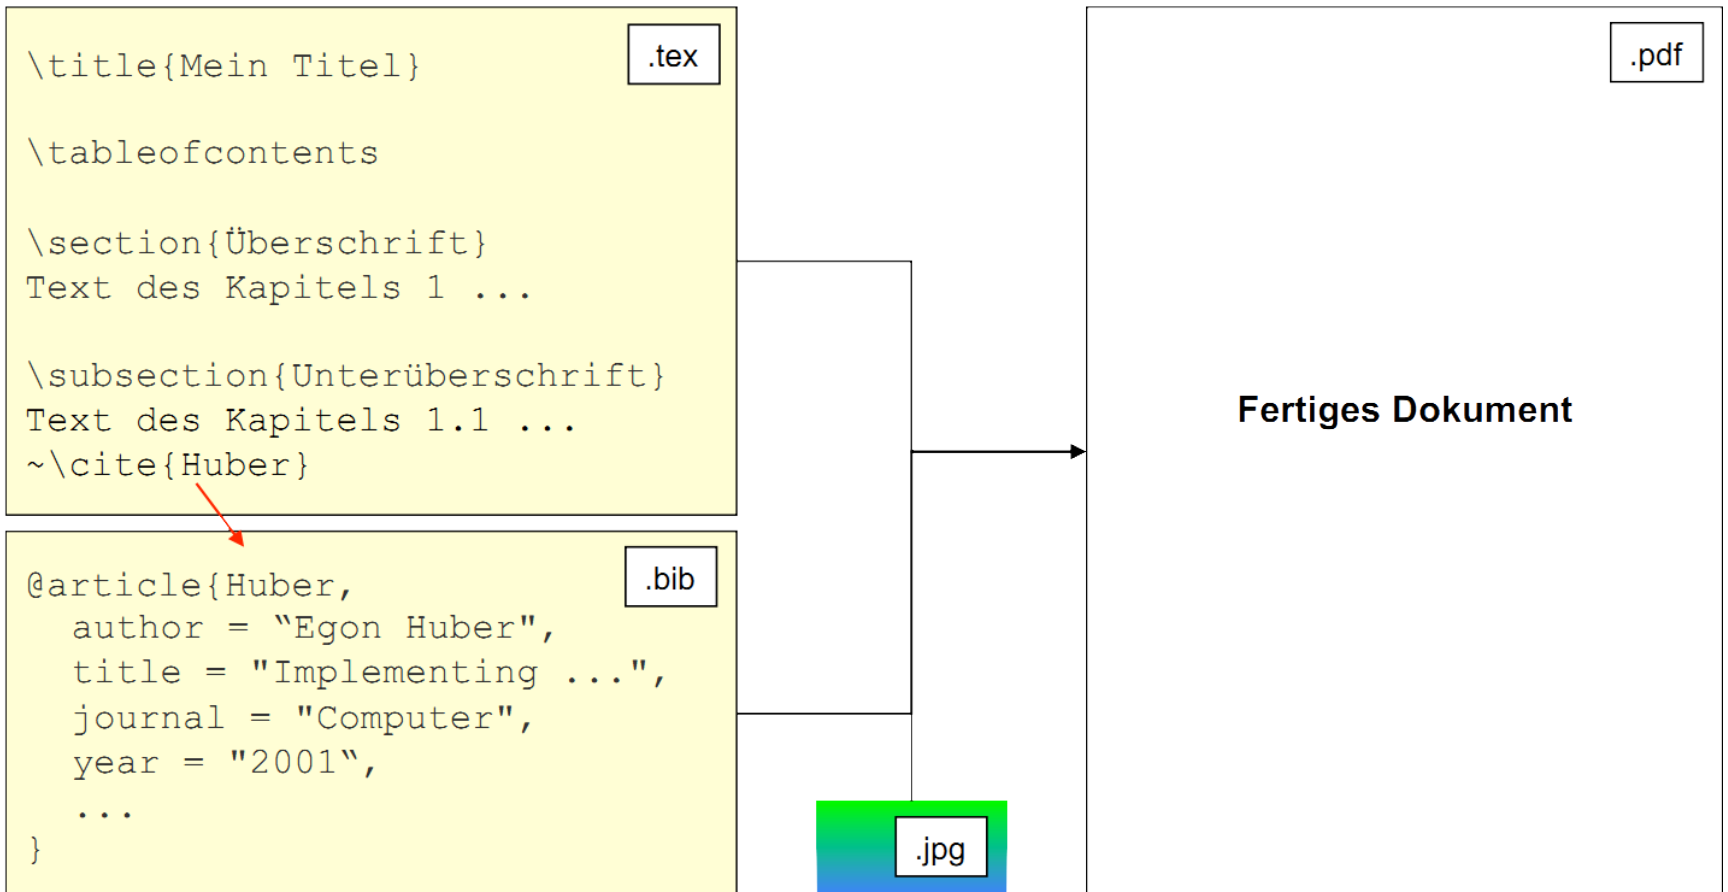 \title{Mein Titel}
.tex
\tableofcontents
\section{Überschrift}
Text des Kapitels 1 ...
\subsection{Unterüberschrift}
Text des Kapitels 1.1 ...
~\cite{Huber}
.bib
@article{Huber,
author = “Egon Huber",
title = "Implementing ...",
journal = "Computer",
year = "2001“,
...
}
.jpg
.pdf
Fertiges Dokument